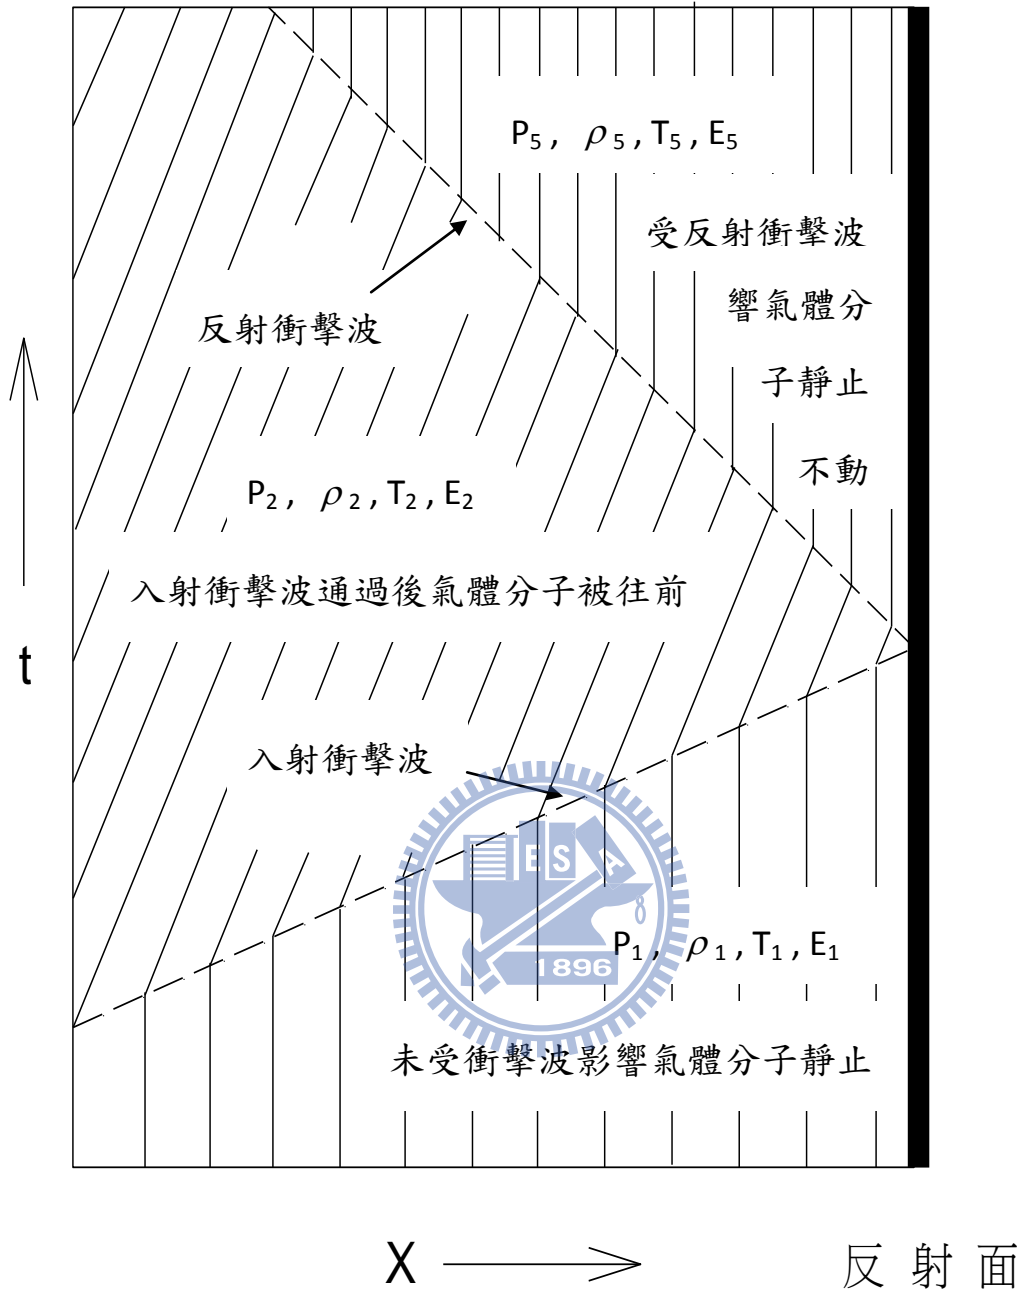 P5 , ρ5 , T5 , E5
受反射衝擊波
響氣體分
子靜止
不動
反射衝擊波
P2 , ρ2 , T2 , E2
入射衝擊波通過後氣體分子被往前
t
入射衝擊波
E S A
1896
P1 , ρ1 , T1 , E1
未受衝擊波影響氣體分子靜止
X
反射面